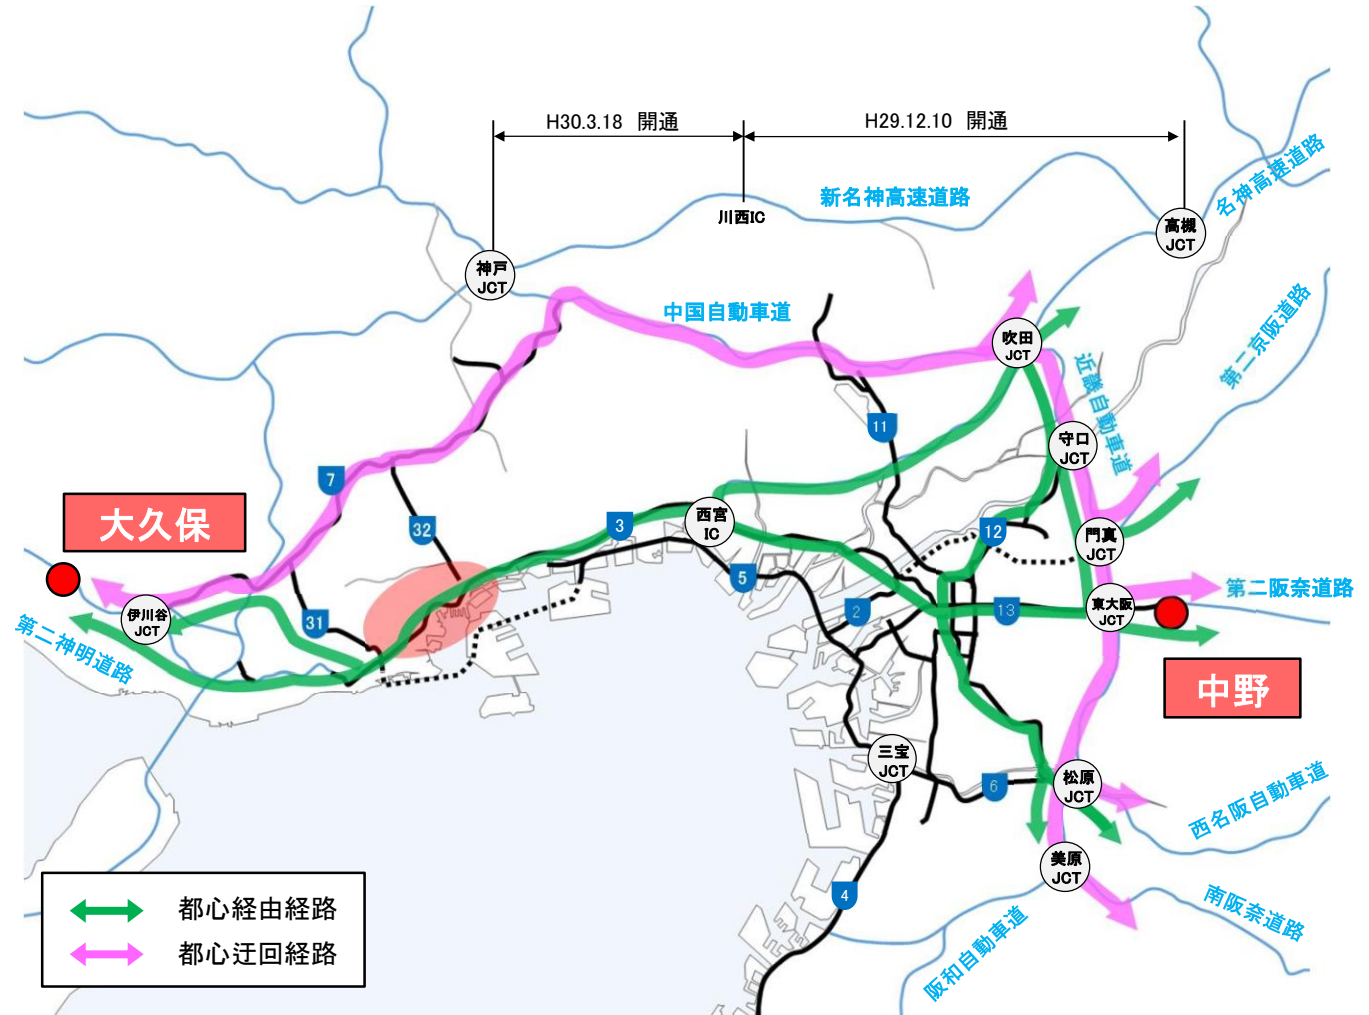 H30.3.18 開通
H29.12.10 開通
名神高速道路
新名神高速道路
川西IC
高槻
JCT
神戸
JCT
中国自動車道
吹田
JCT
第二京阪道路
近畿自動車道
11
守口
JCT
7
大久保
32
3
西宮
IC
12
門真
JCT
5
2
13
東大阪
JCT
第二阪奈道路
伊川谷
JCT
31
第二神明道路
中野
三宝
JCT
6
松原
JCT
西名阪自動車道
美原
JCT
4
南阪奈道路
阪和自動車道
都心経由経路
都心迂回経路